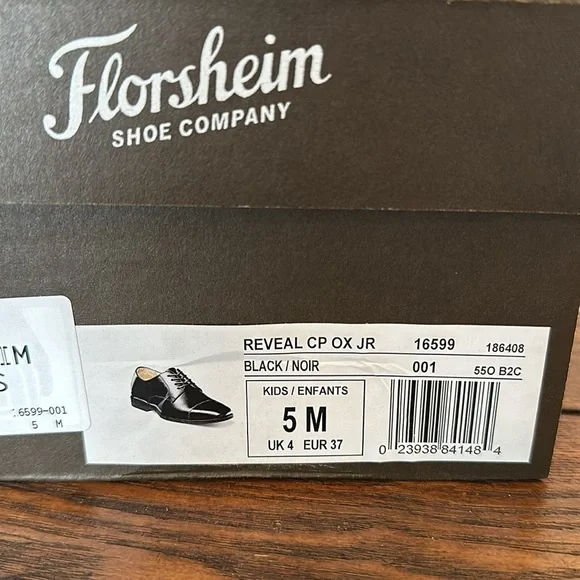 Florsheim
SHOE COMPANY
IM
S
16599-001
5 M
REVEAL CP OX JR 16599 186408
BLACK / NOIR 001 55O B2C
KIDS / ENFANTS
5 M
UK 4 EUR 37
0 23938 84148 4